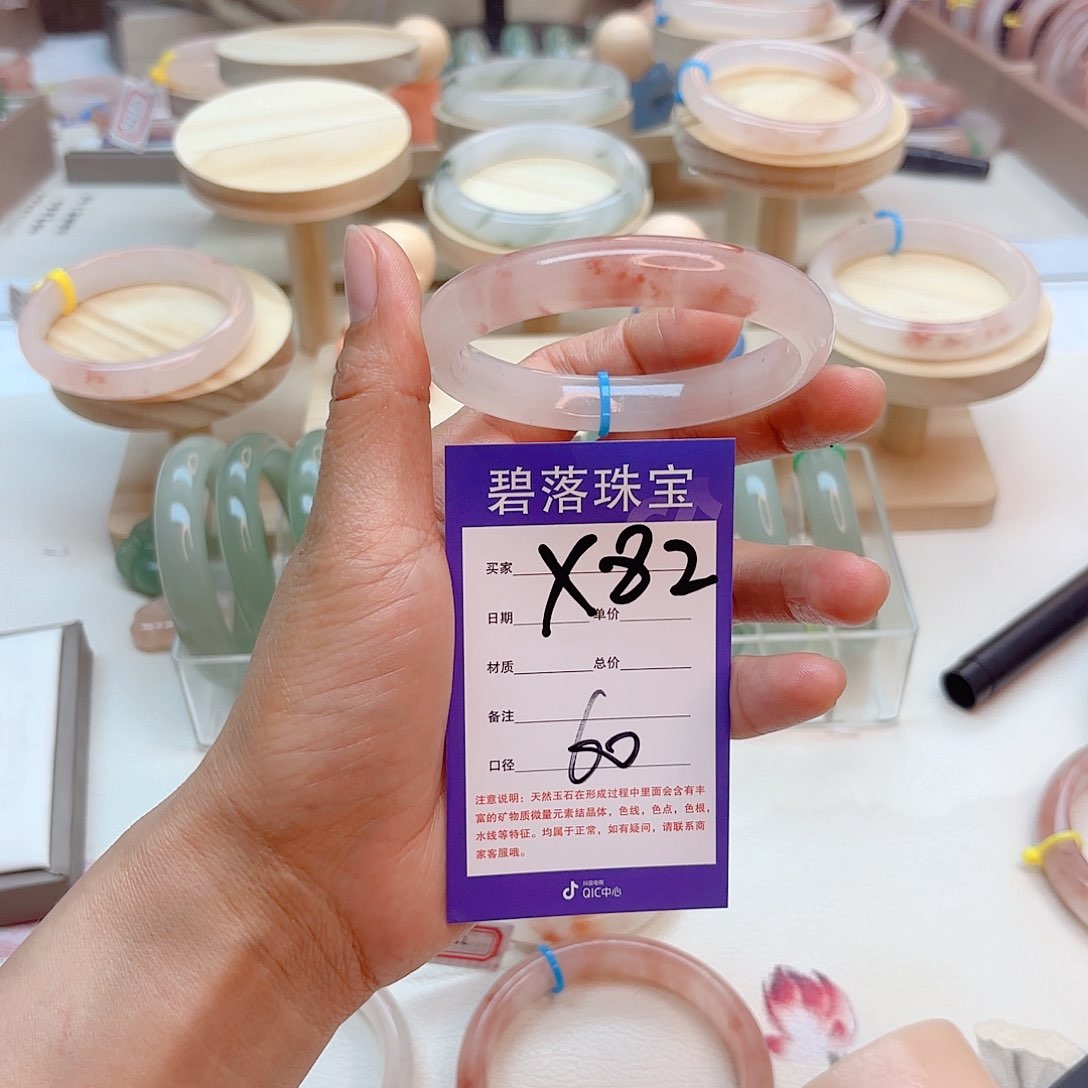 碧落珠宝
买家 X82
日期 单价
材质 总价
备注
口径 60
注意说明：天然玉石在形成过程中里面会含有丰
富的矿物质微量元素结晶体，色线，色点，色根，
水线等特征。均属于正常，如有疑问，请联系商
家客服哦。
抖音电商
QIC中心